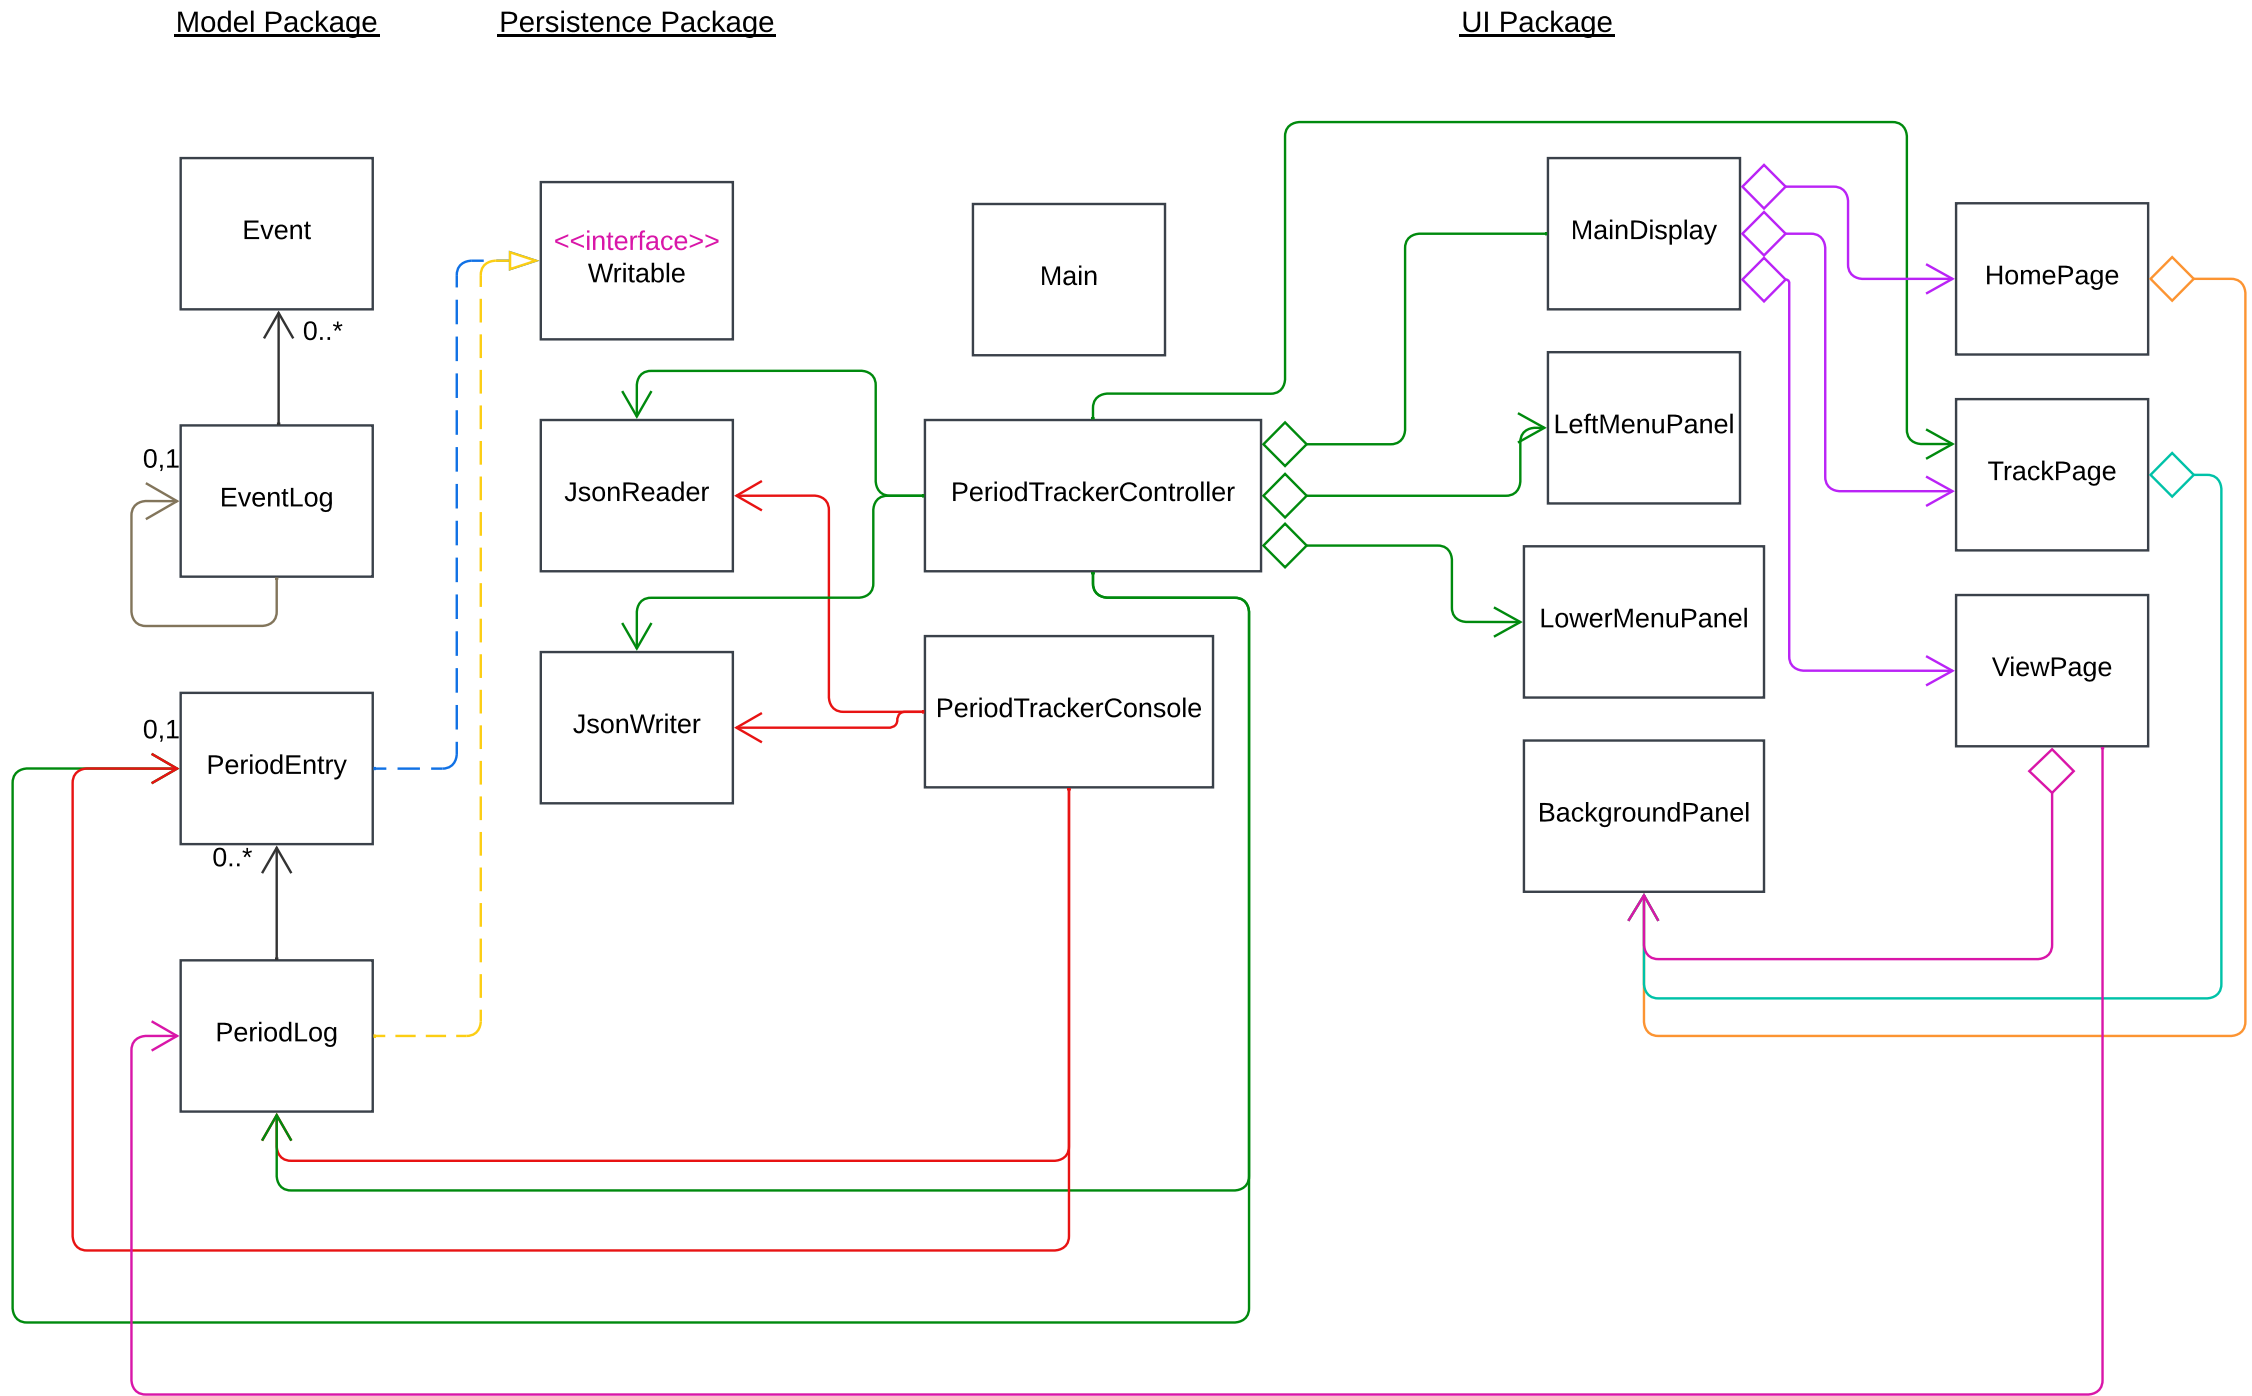 Model Package
Persistence Package
UI Package
Event
0..*
0,1
EventLog
0,1
PeriodEntry
0..*
PeriodLog
<<interface>>
Writable
JsonReader
JsonWriter
Main
PeriodTrackerController
PeriodTrackerConsole
MainDisplay
LeftMenuPanel
LowerMenuPanel
BackgroundPanel
HomePage
TrackPage
ViewPage